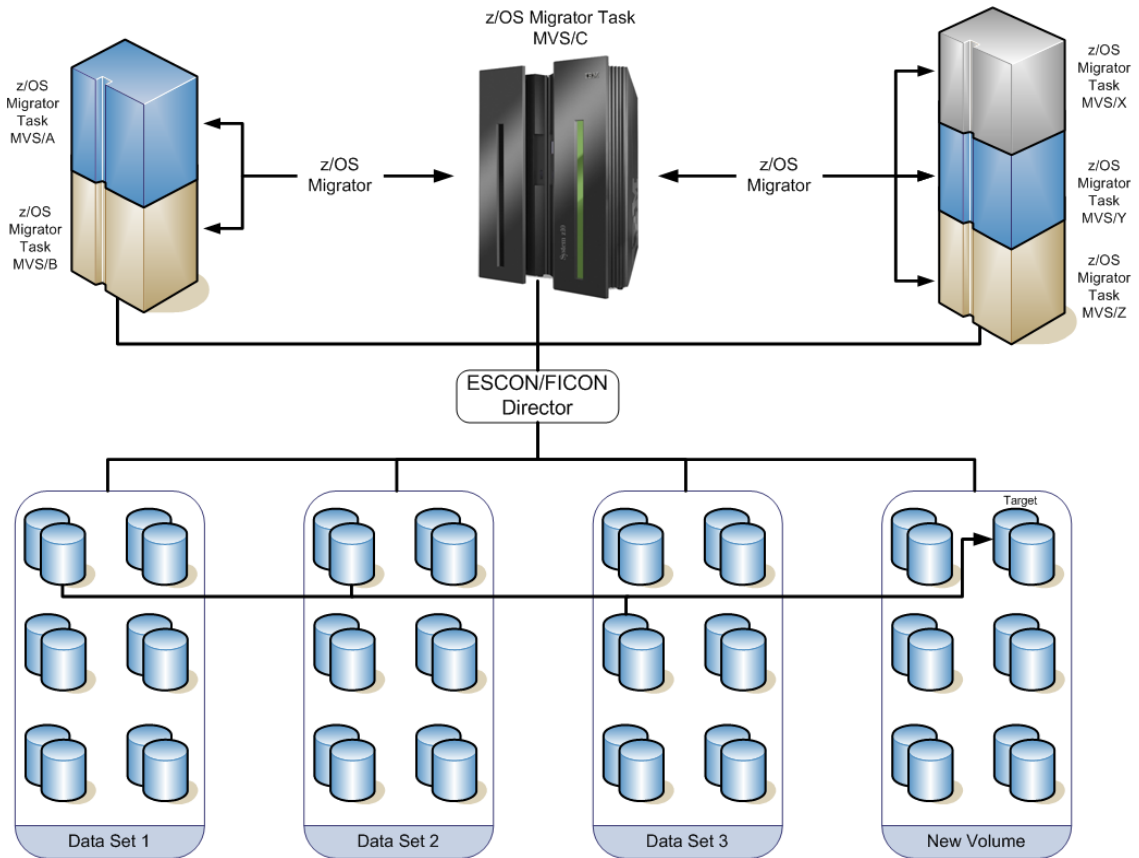 z/OS Migrator Task
MVS/C
z/OS
Migrator
Task
MVS/A
z/OS
Migrator
Task
MVS/B
z/OS
Migrator
z/OS
Migrator
z/OS
Migrator
Task
MVS/X
z/OS
Migrator
Task
MVS/Y
z/OS
Migrator
Task
MVS/Z
ESCON/FICON
Director
Target
Data Set 1
Data Set 2
Data Set 3
New Volume